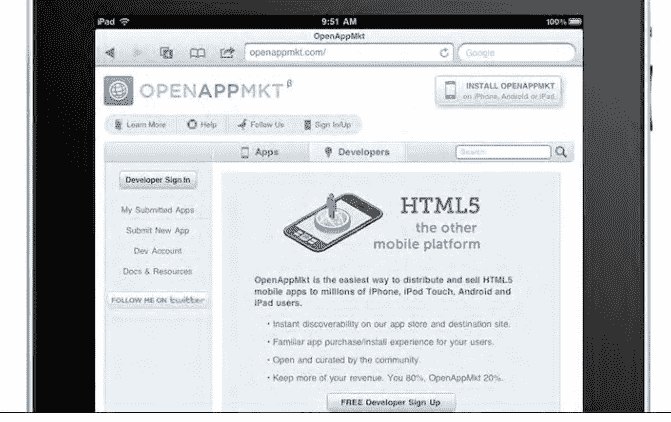 iPad 9:51 AM 100%
OpenAppMkt
openappmkt.com/ Google
OPENAPPMKT β
INSTALL OPENAPPMKT
on iPhone, Android or iPad
Learn More Help Follow Us Sign In/Up
Apps Developers Search
Developer Sign In
My Submitted Apps
Submit New App
Dev Account
Docs & Resources
FOLLOW ME ON twitter
HTML5
the other
mobile platform
OpenAppMkt is the easiest way to distribute and sell HTML5
mobile apps to millions of iPhone, iPod Touch, Android and
iPad users.
• Instant discoverability on our app store and destination site.
• Familiar app purchase/install experience for your users.
• Open and curated by the community.
• Keep more of your revenue. You 80%, OpenAppMkt 20%.
FREE Developer Sign Up